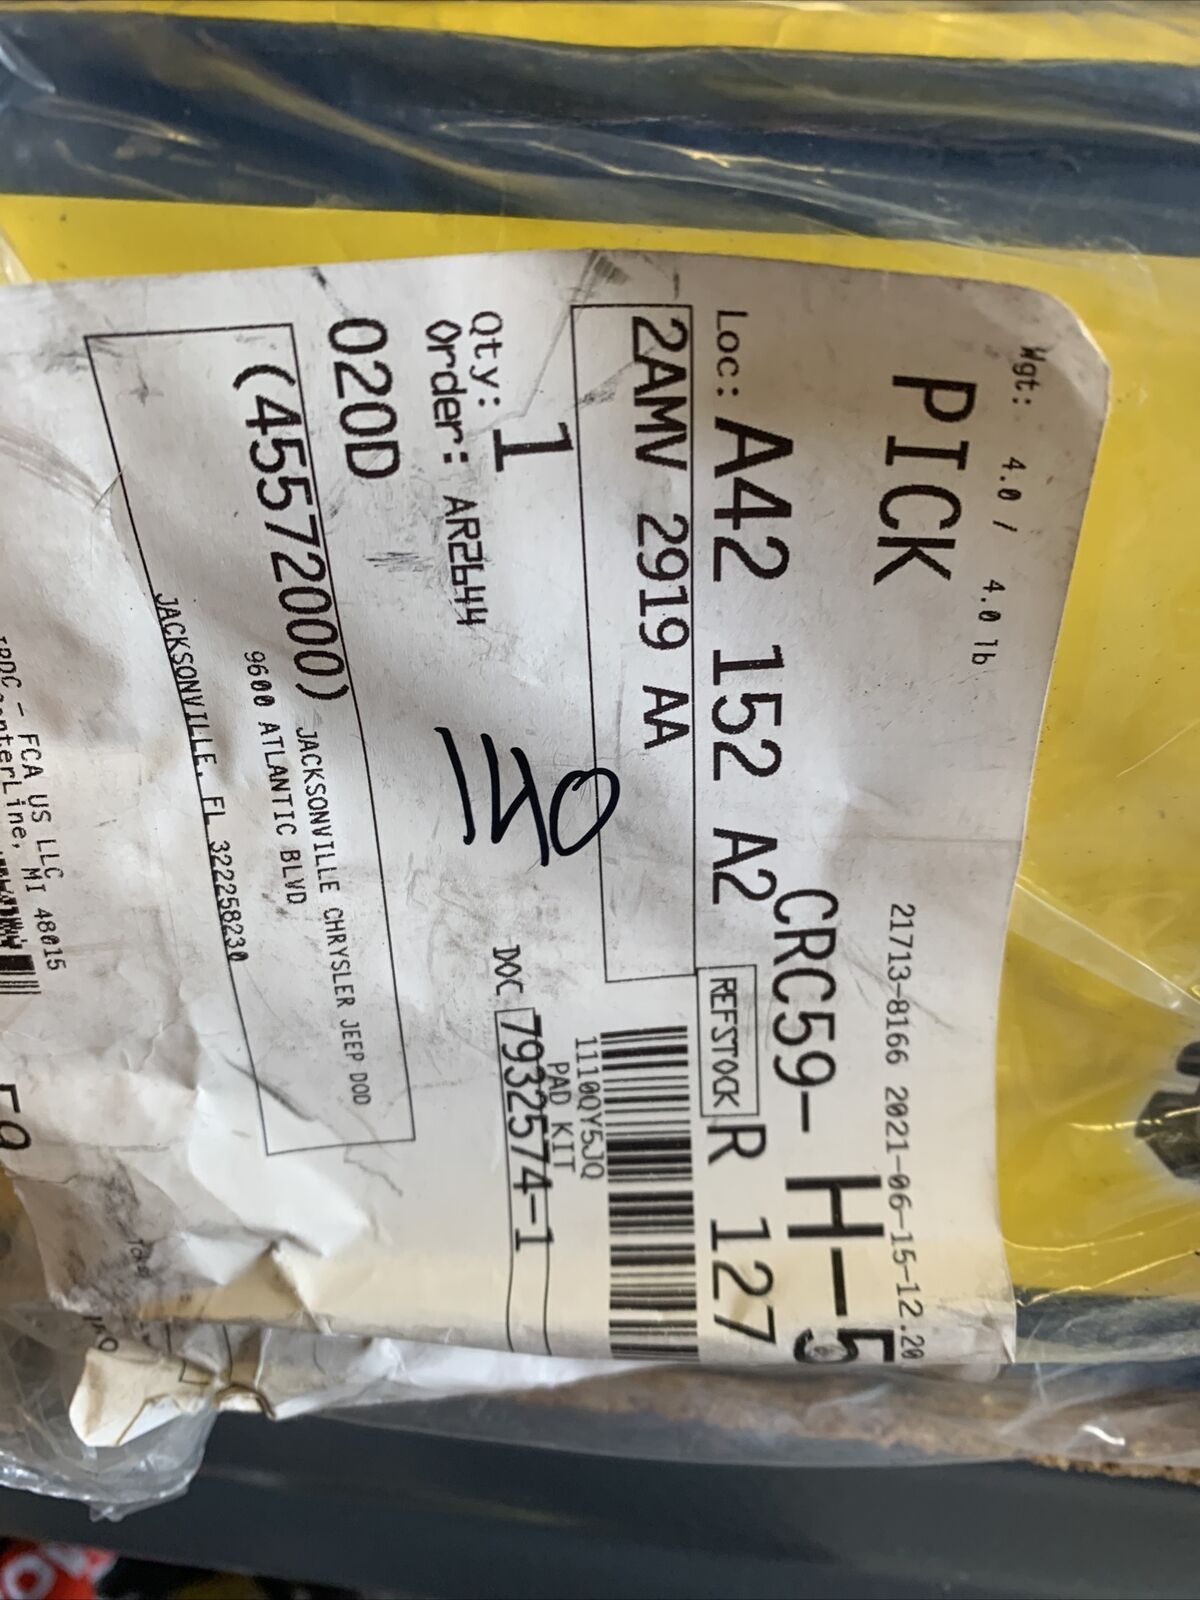 Wgt: 4.0 / 4.0 lb
21713-8166 2021-06-15-12.20
PICK
CRC59- H-5
Loc: A42 152 A2
REFSTOCK R 127
2AMV 2919 AA
1110QY5JQ
PAD KIT
Qty: 1
DOC 7932574-1
Order: AR2644
140
020D
(45572000)
JACKSONVILLE CHRYSLER JEEP DOD
9600 ATLANTIC BLVD
JACKSONVILLE, FL 322258230
- FCA US LLC
MI 48015